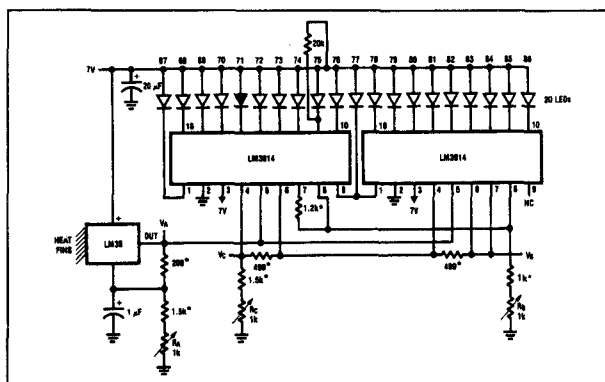 20k
67 68 69 70 71 72 73 74 75 76 77 78 79 80 81 82 83 84 85 86
7V
20 µF
20 LEDs
18 10 18 10
LM3914 LM3914
1 2 3 4 5 6 7 8 9 1 2 3 4 5 6 7 8 9
7V 7V NC
1.2k*
HEAT FINS
LM35
+
OUT
VA
VC
499*
499*
VB
200*
1.5k*
1k*
1 µF
1.5k*
RC
1k
RB
1k
RA
1k